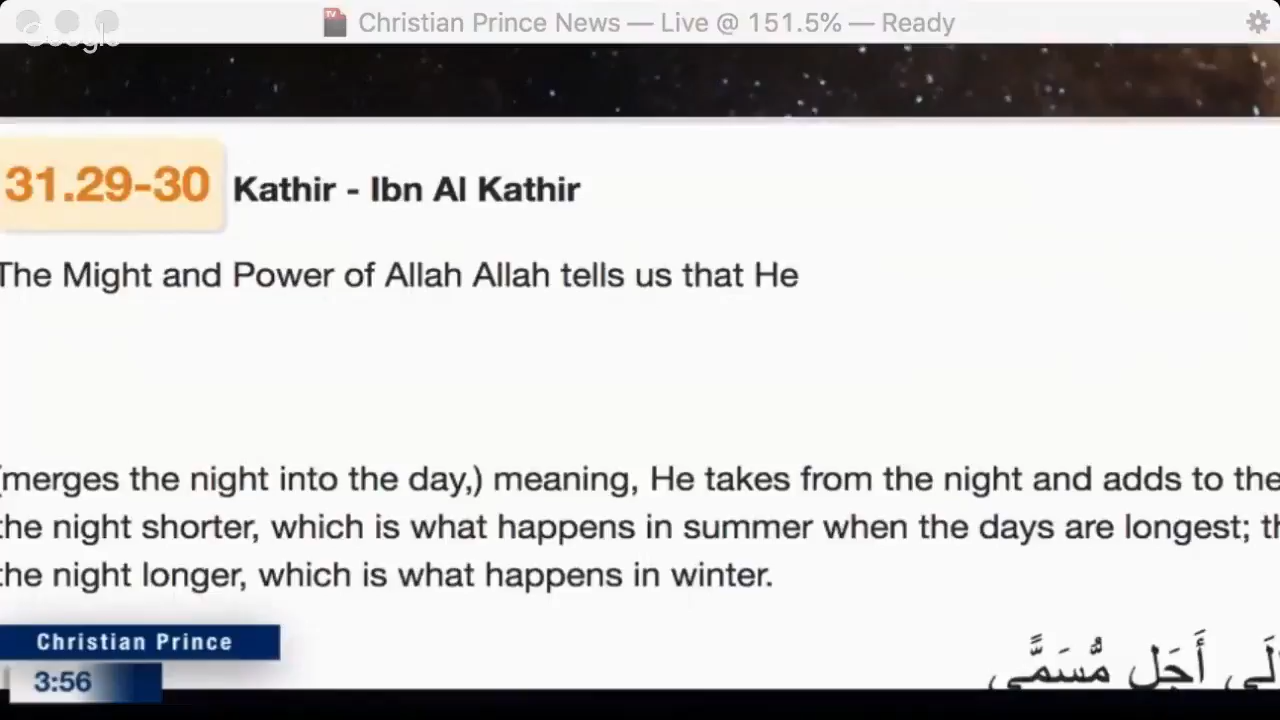 Christian Prince News — Live @ 151.5% — Ready
Google
31.29-30 Kathir - Ibn Al Kathir
The Might and Power of Allah Allah tells us that He
(merges the night into the day,) meaning, He takes from the night and adds to the
the night shorter, which is what happens in summer when the days are longest;
the night longer, which is what happens in winter.
أَجَلٍ مُّسَمًّى
Christian Prince
3:56